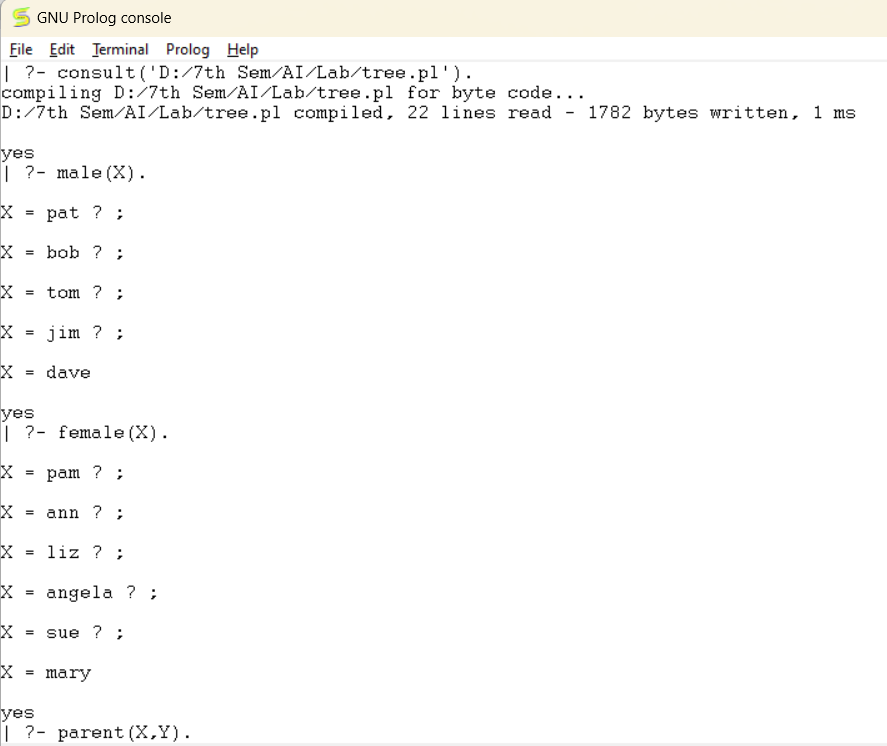 GNU Prolog console
File Edit Terminal Prolog Help
| ?- consult('D:/7th Sem/AI/Lab/tree.pl').
compiling D:/7th Sem/AI/Lab/tree.pl for byte code...
D:/7th Sem/AI/Lab/tree.pl compiled, 22 lines read - 1782 bytes written, 1 ms
yes
| ?- male(X).
X = pat ? ;
X = bob ? ;
X = tom ? ;
X = jim ? ;
X = dave
yes
| ?- female(X).
X = pam ? ;
X = ann ? ;
X = liz ? ;
X = angela ? ;
X = sue ? ;
X = mary
yes
| ?- parent(X,Y).